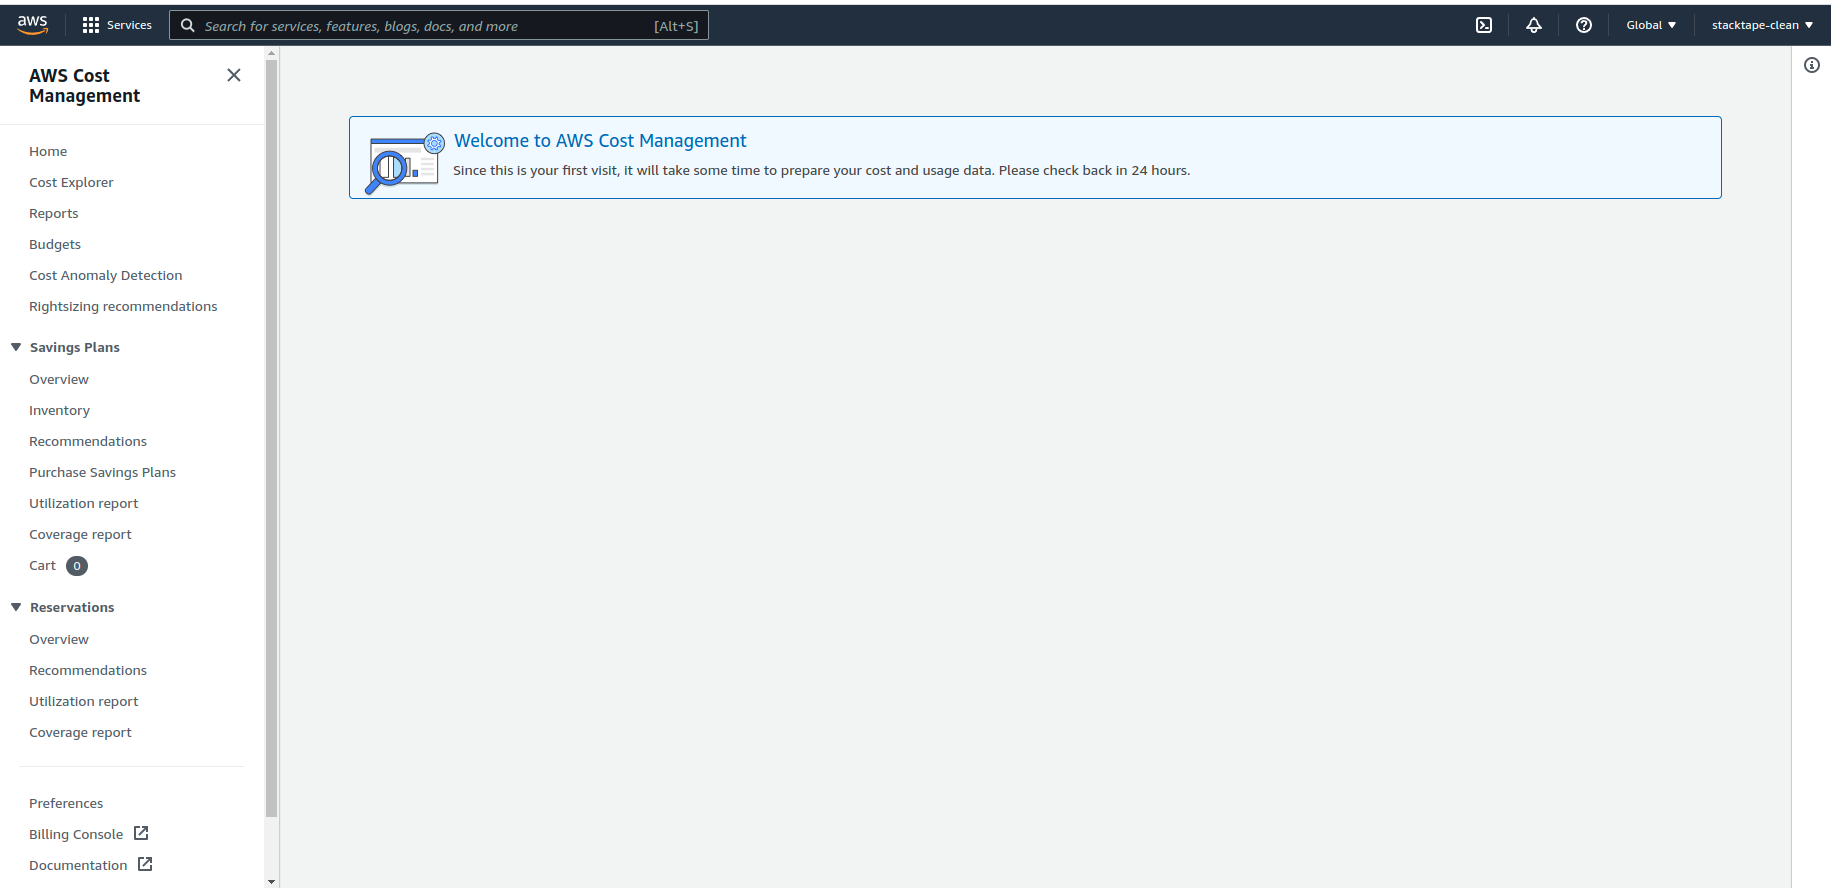 aws Services Search for services, features, blogs, docs, and more [Alt+S] Global stacktape-clean
AWS Cost
Management
Home
Cost Explorer
Reports
Budgets
Cost Anomaly Detection
Rightsizing recommendations
Savings Plans
Overview
Inventory
Recommendations
Purchase Savings Plans
Utilization report
Coverage report
Cart 0
Reservations
Overview
Recommendations
Utilization report
Coverage report
Preferences
Billing Console
Documentation
Welcome to AWS Cost Management
Since this is your first visit, it will take some time to prepare your cost and usage data. Please check back in 24 hours.